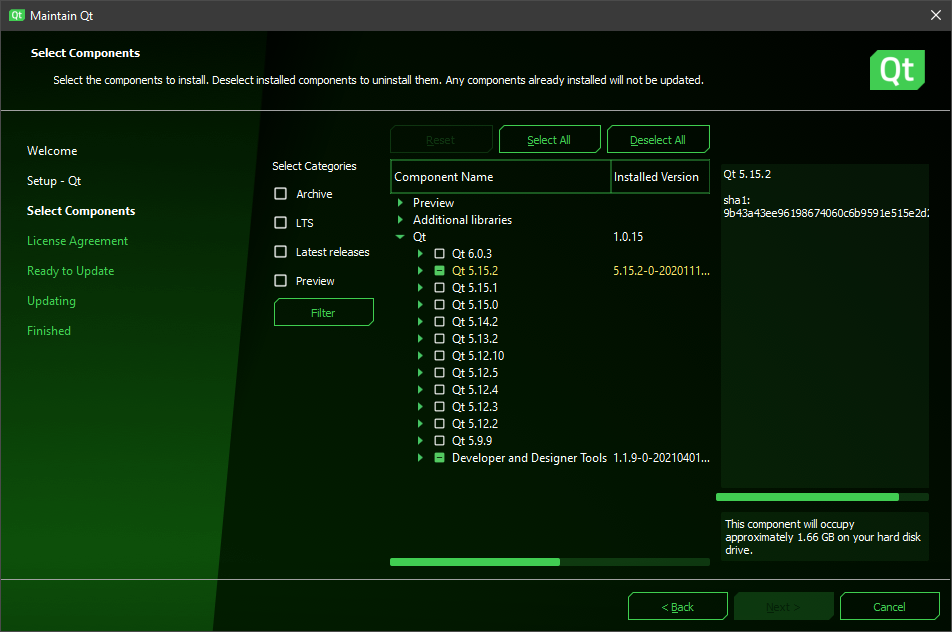 Qt Maintain Qt
Select Components
Select the components to install. Deselect installed components to uninstall them. Any components already installed will not be updated.
Qt
Welcome
Setup - Qt
Select Components
License Agreement
Ready to Update
Updating
Finished
Select Categories
Archive
LTS
Latest releases
Preview
Filter
Reset Select All Deselect All
Component Name Installed Version
Preview
Additional libraries
Qt 1.0.15
Qt 6.0.3
Qt 5.15.2 5.15.2-0-2020111...
Qt 5.15.1
Qt 5.15.0
Qt 5.14.2
Qt 5.13.2
Qt 5.12.10
Qt 5.12.5
Qt 5.12.4
Qt 5.12.3
Qt 5.12.2
Qt 5.9.9
Developer and Designer Tools 1.1.9-0-20210401...
Qt 5.15.2
sha1:
9b43a43ee96198674060c6b9591e515e2d2
This component will occupy
approximately 1.66 GB on your hard disk
drive.
< Back Next > Cancel